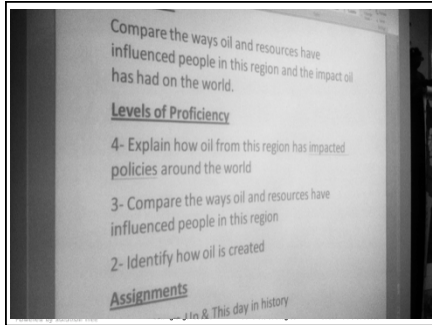 Compare the ways oil and resources have
influenced people in this region and the impact oil
has had on the world.
Levels of Proficiency
4- Explain how oil from this region has impacted
policies around the world
3- Compare the ways oil and resources have
influenced people in this region
2- Identify how oil is created
Assignments
In & This day in history